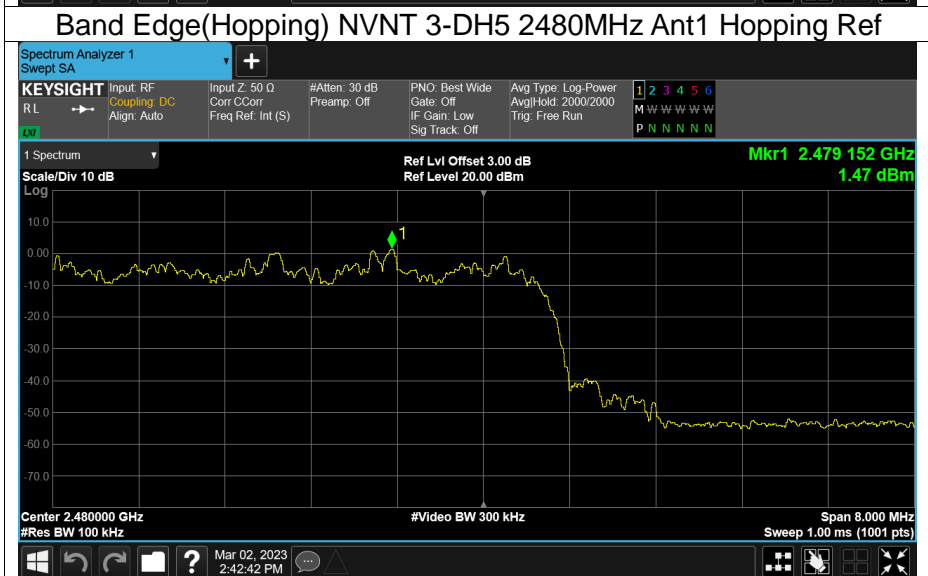 Band Edge(Hopping) NVNT 3-DH5 2480MHz Ant1 Hopping Ref
Spectrum Analyzer 1
Swept SA
KEYSIGHT
RL
LXI
Input: RF
Coupling: DC
Align: Auto
Input Z: 50 Ω
Corr CCorr
Freq Ref: Int (S)
#Atten: 30 dB
Preamp: Off
PNO: Best Wide
Gate: Off
IF Gain: Low
Sig Track: Off
Avg Type: Log-Power
Avg|Hold: 2000/2000
Trig: Free Run
1 2 3 4 5 6
M W W W W W
P N N N N N
1 Spectrum
Scale/Div 10 dB
Log
Ref Lvl Offset 3.00 dB
Ref Level 20.00 dBm
Mkr1 2.479 152 GHz
1.47 dBm
1
10.0
0.00
-10.0
-20.0
-30.0
-40.0
-50.0
-60.0
-70.0
Center 2.480000 GHz
#Res BW 100 kHz
#Video BW 300 kHz
Span 8.000 MHz
Sweep 1.00 ms (1001 pts)
?
Mar 02, 2023
2:42:42 PM